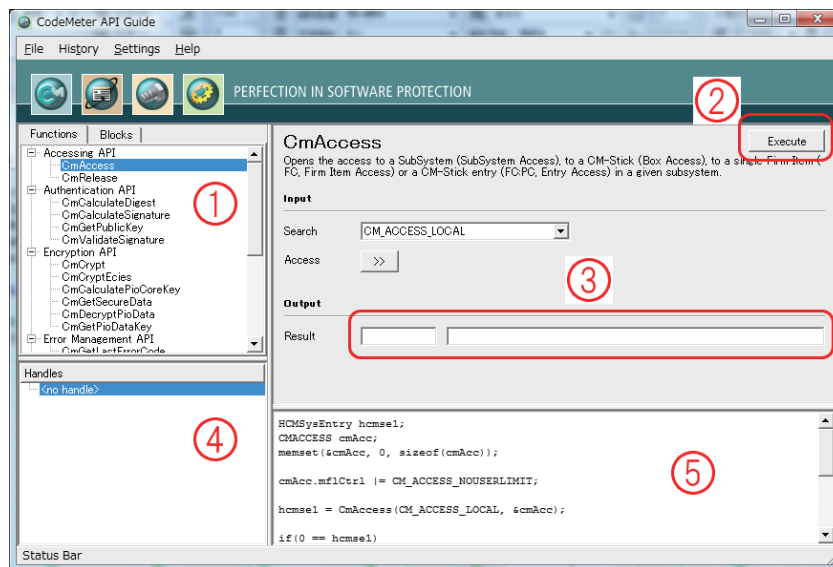 CodeMeter API Guide
File History Settings Help
PERFECTION IN SOFTWARE PROTECTION
②
Functions Blocks
Accessing API
CmAccess
CmRelease
Authentication API
CmCalculateDigest
CmCalculateSignature
CmGetPublicKey
CmValidateSignature
Encryption API
CmCrypt
CmCryptEcies
CmCalculatePioCoreKey
CmGetSecureData
CmDecryptPioData
CmGetPioDataKey
Error Management API
CmGetLastErrorCode
①
CmAccess
Execute
Opens the access to a SubSystem (SubSystem Access), to a CM-Stick (Box Access), to a single Firm Item (
FC, Firm Item Access) or a CM-Stick entry (FC:PC, Entry Access) in a given subsystem.
Input
Search CM_ACCESS_LOCAL
Access >>
③
Output
Result
Handles
<no handle>
④
HCMSysEntry hcmse1;
CMACCESS cmAcc;
memset(&cmAcc, 0, sizeof(cmAcc));
cmAcc.mflCtrl |= CM_ACCESS_NOUSERLIMIT;
hcmse1 = CmAccess(CM_ACCESS_LOCAL, &cmAcc);
if(0 == hcmse1)
⑤
Status Bar